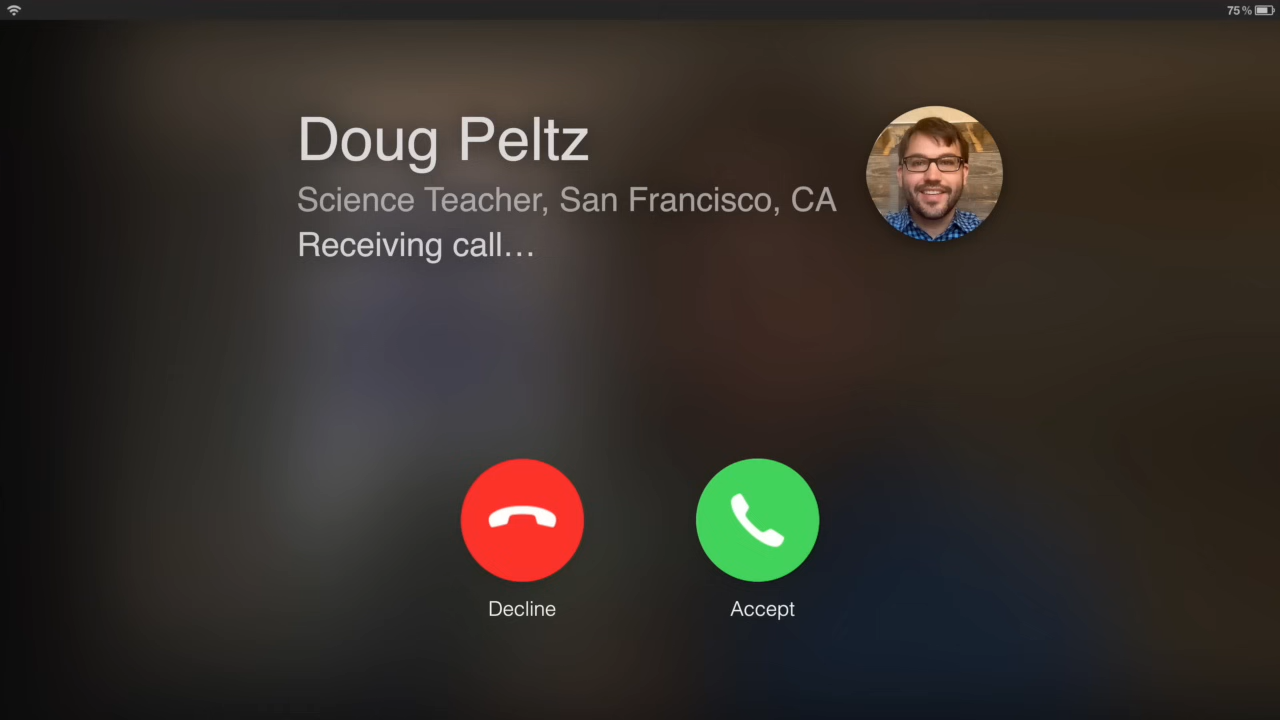 75 %
Doug Peltz
Science Teacher, San Francisco, CA
Receiving call…
Decline
Accept